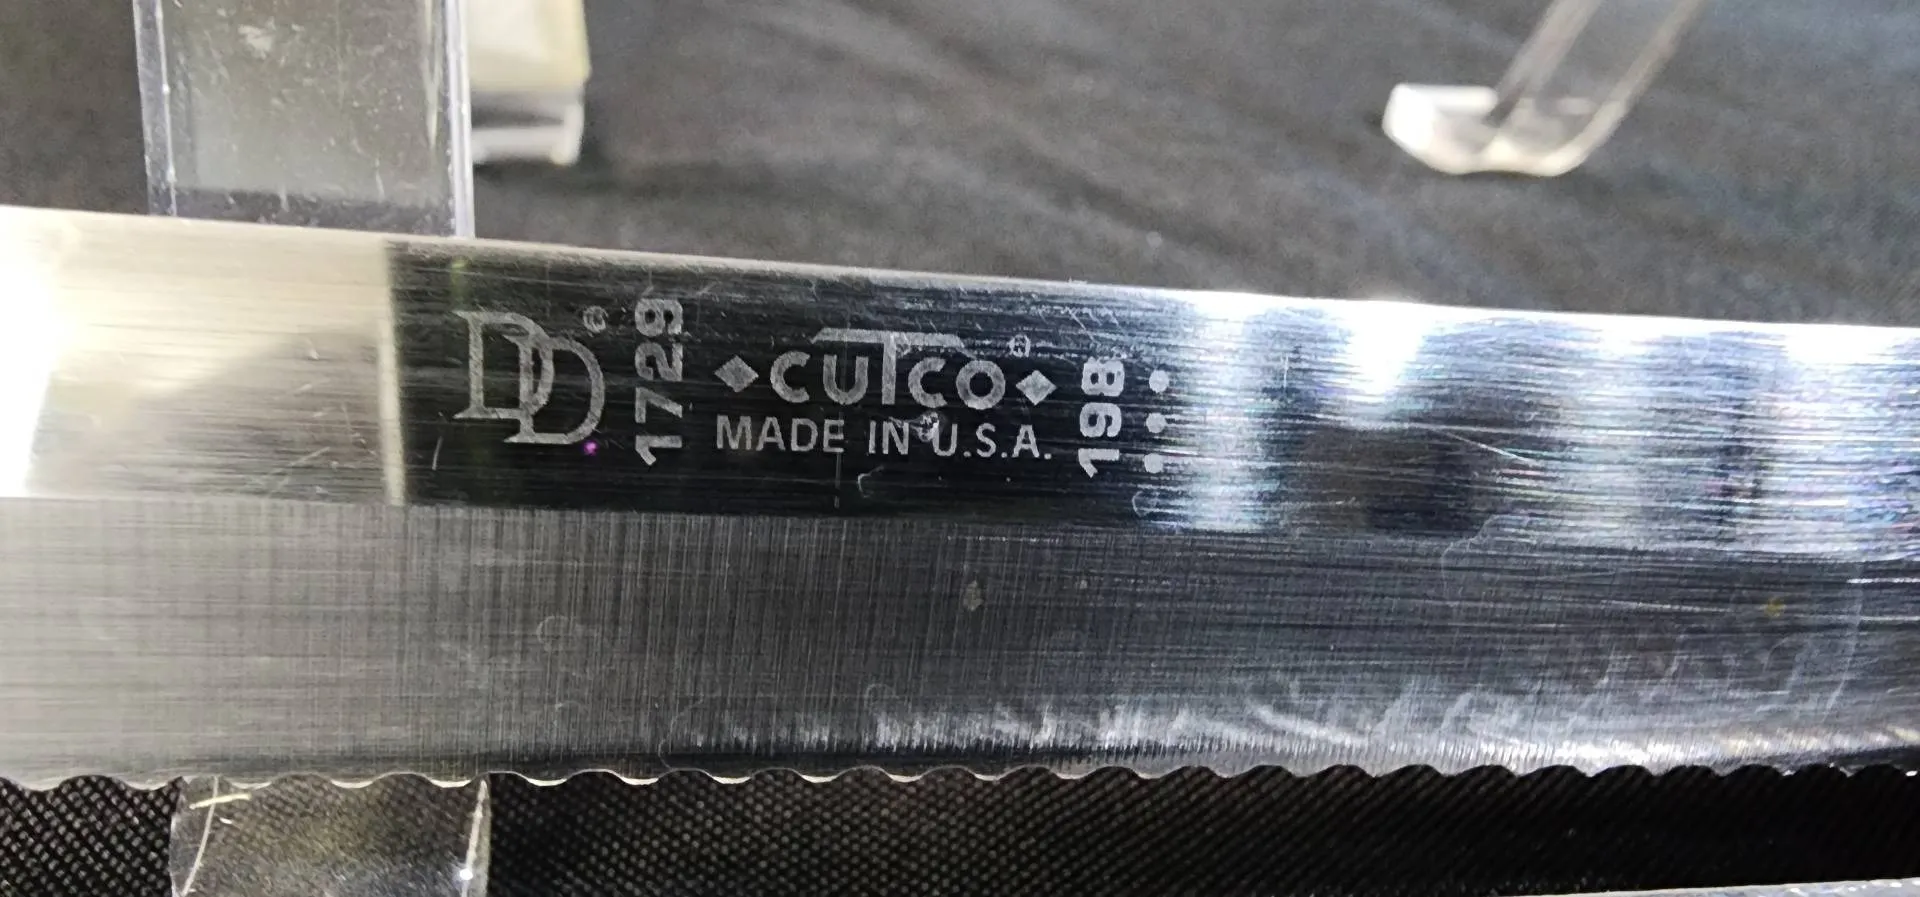 DD®
1729
◆CUTCO®◆
MADE IN U.S.A.
198